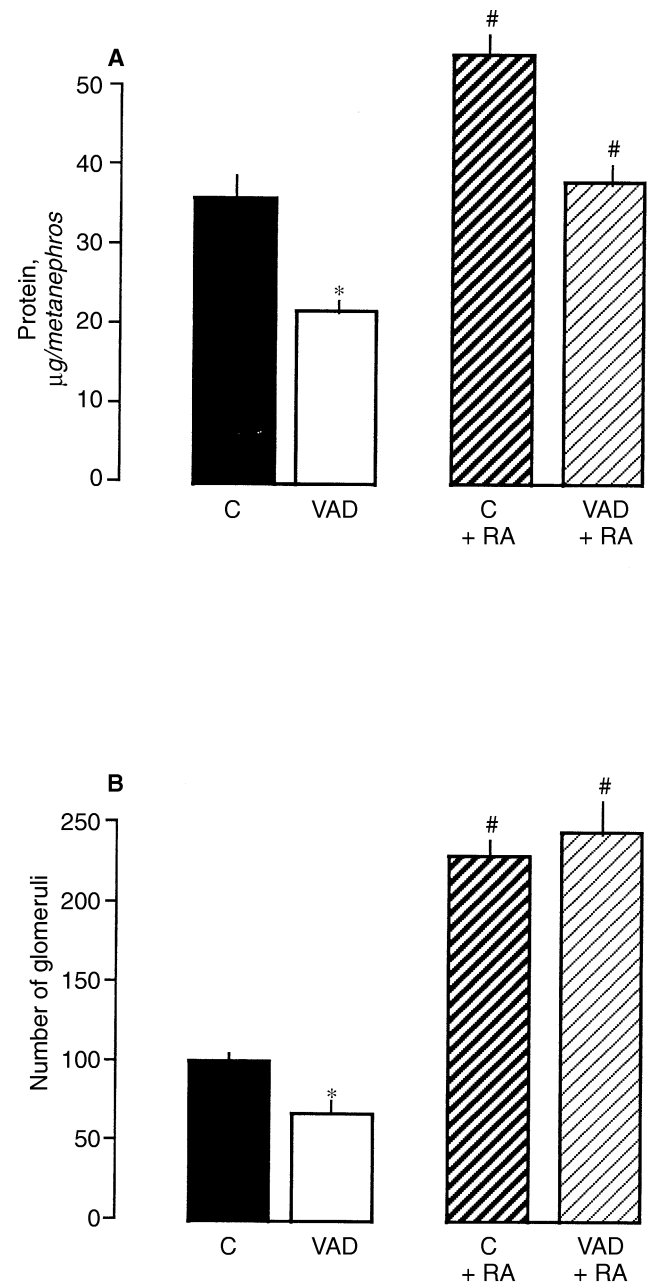 A
#
50
#
40
30
*
20
10
0
Protein,
µg/metanephros
C VAD C VAD
+ RA + RA
B
#
250
#
200
150
100
*
50
0
Number of glomeruli
C VAD C VAD
+ RA + RA